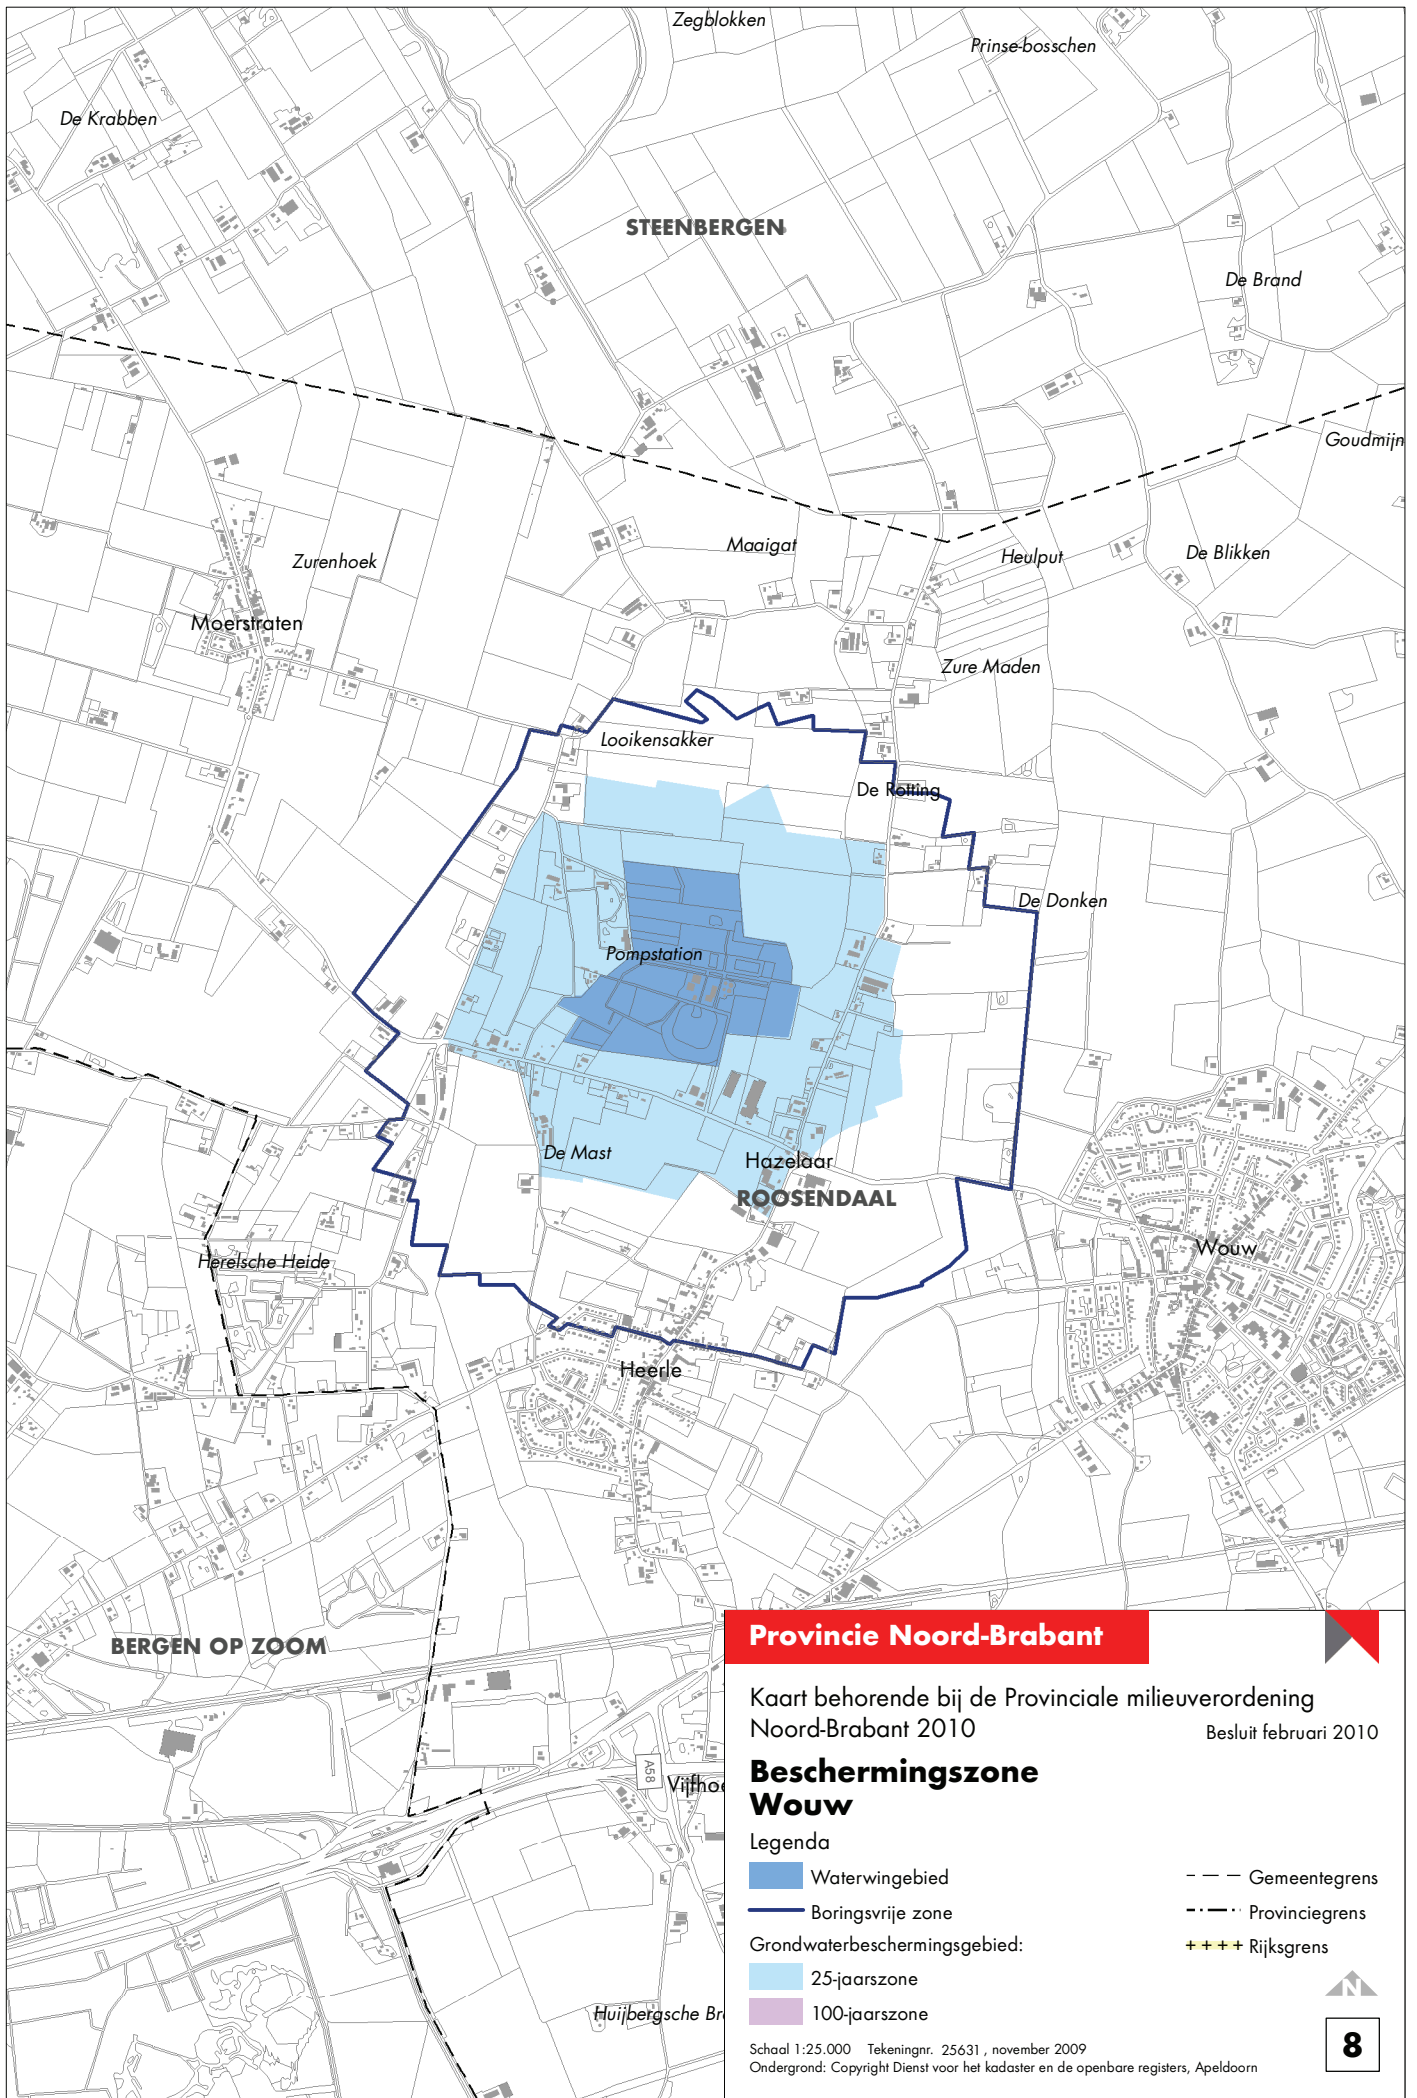 Zegblokken
Prinse-bosschen
De Krabben
STEENBERGEN
De Brand
Goudmijn
Maaigat
Heulput
De Blikken
Zurenhoek
Moerstraten
Zure Maden
Looikensakker
De Rotting
De Donken
Pompstation
De Mast
Hazelaar
ROOSENDAAL
Wouw
Herelsche Heide
Heerle
BERGEN OP ZOOM
A58
Vijfhoe
Huijbergsche Br
Provincie Noord-Brabant
Kaart behorende bij de Provinciale milieuverordening
Noord-Brabant 2010
Besluit februari 2010
Beschermingszone
Wouw
Legenda
Waterwingebied
Gemeentegrens
Boringsvrije zone
Provinciegrens
Grondwaterbeschermingsgebied:
Rijksgrens
25-jaarszone
N
100-jaarszone
8
Schaal 1:25.000 Tekeningnr. 25631 , november 2009
Ondergrond: Copyright Dienst voor het kadaster en de openbare registers, Apeldoorn